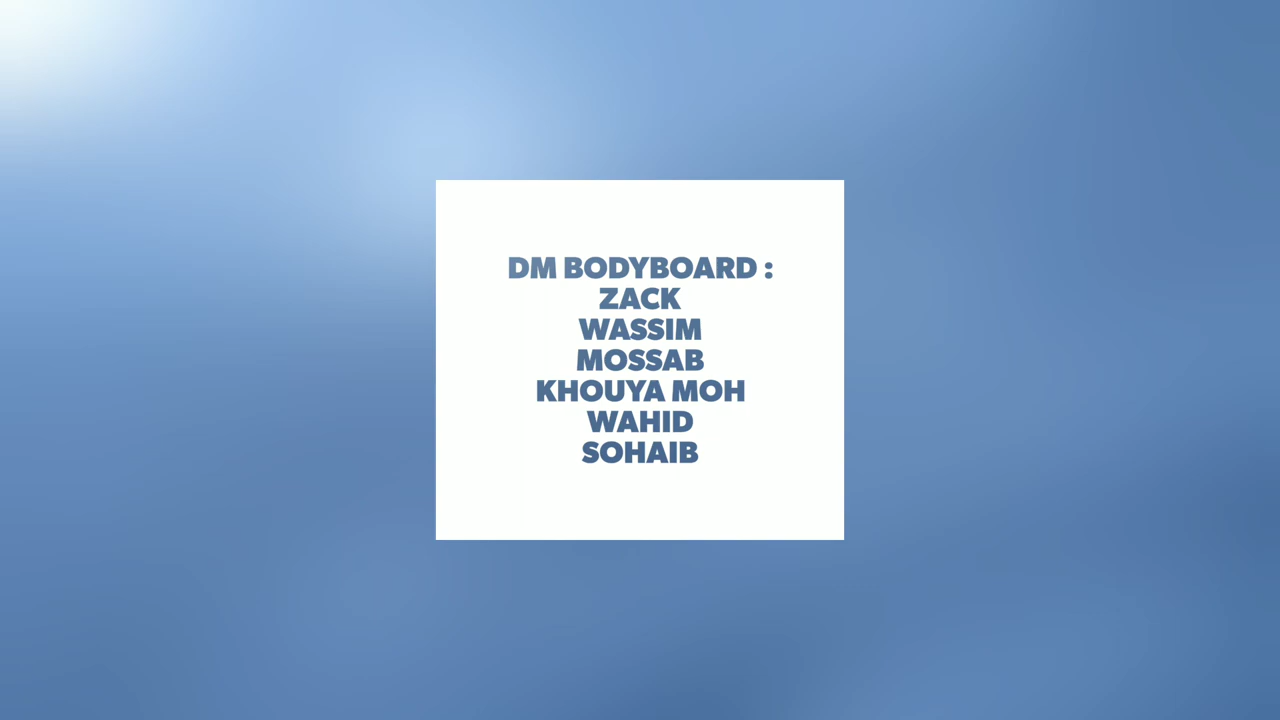 DM BODYBOARD :
ZACK
WASSIM
MOSSAB
KHOUYA MOH
WAHID
SOHAIB